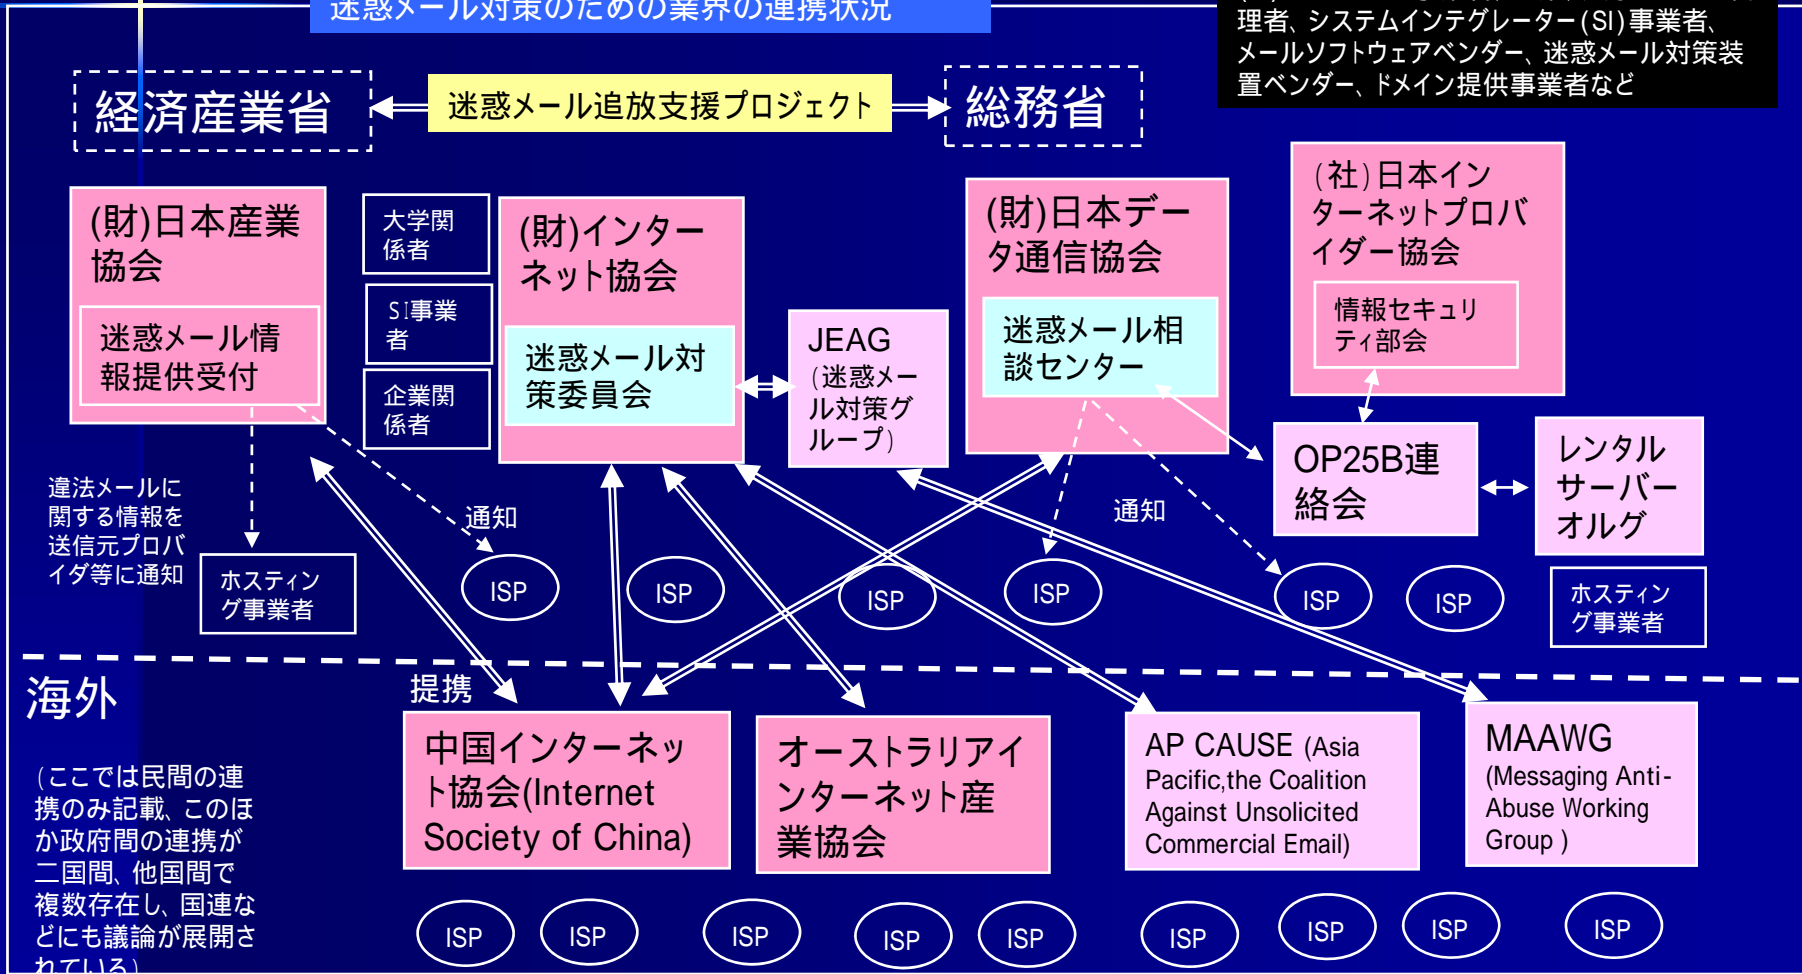 迷惑メール対策のための業界の連携状況
理者、システムインテグレーター(SI)事業者、
メールソフトウェアベンダー、迷惑メール対策装
置ベンダー、ドメイン提供事業者など
経済産業省
迷惑メール追放支援プロジェクト
総務省
(財)日本産業
協会
迷惑メール情
報提供受付
大学関
係者
SI事業
者
企業関
係者
(財)インター
ネット協会
迷惑メール対
策委員会
JEAG
(迷惑メー
ル対策グ
ループ)
(財)日本デー
タ通信協会
迷惑メール相
談センター
(社)日本イン
ターネットプロバ
イダー協会
情報セキュリ
ティ部会
OP25B連
絡会
レンタル
サーバー
オルグ
違法メールに
関する情報を
送信元プロバ
イダ等に通知
通知
通知
ホスティン
グ事業者
ISP
ISP
ISP
ISP
ISP
ISP
ホスティン
グ事業者
海外
提携
(ここでは民間の連
携のみ記載、このほ
か政府間の連携が
二国間、他国間で
複数存在し、国連な
どにも議論が展開さ
れている)
中国インターネッ
ト協会(Internet
Society of China)
オーストラリアイ
ンターネット産
業協会
AP CAUSE (Asia
Pacific,the Coalition
Against Unsolicited
Commercial Email)
MAAWG
(Messaging Anti-
Abuse Working
Group )
ISP
ISP
ISP
ISP
ISP
ISP
ISP
ISP
ISP